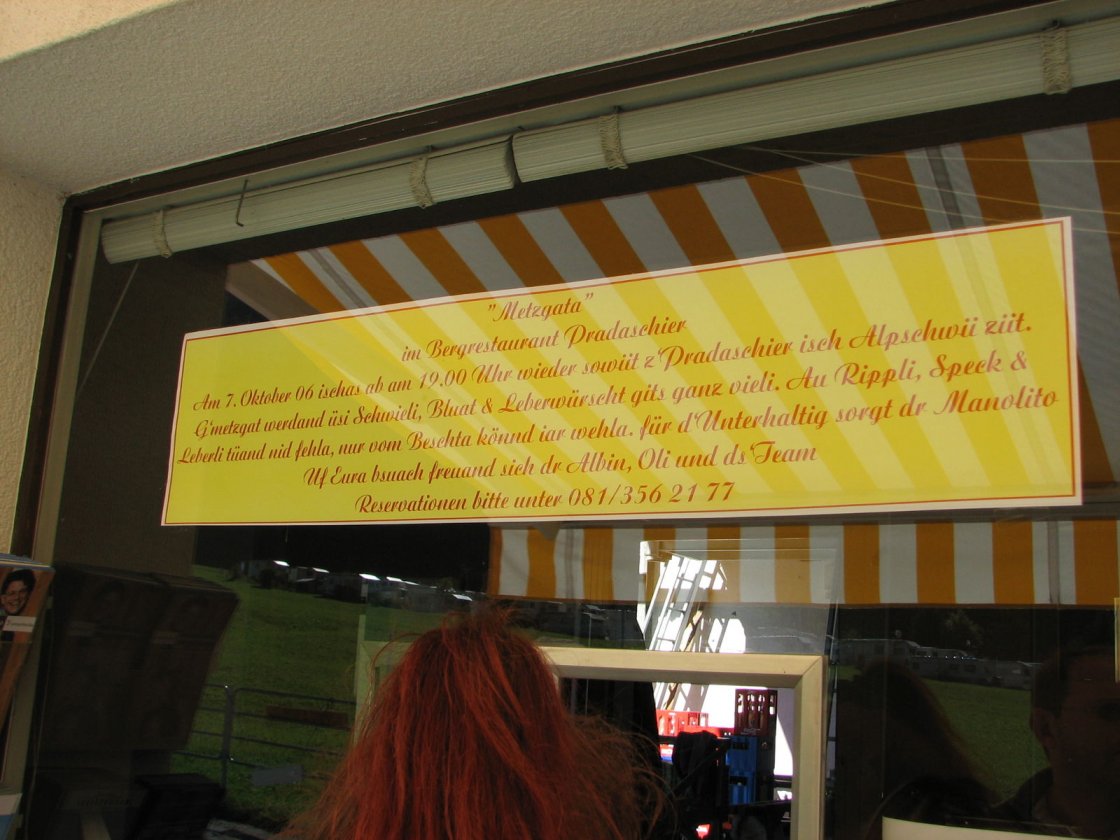 "Metzgata"
im Bergrestaurant Pradaschier
Am 7. Oktober 06 ischas ab am 19.00 Uhr wieder sowiit z'Pradaschier isch Alpschwii ziit.
G'metzgat werdand üsi Schwieli, Bluat & Leberwürscht gits ganz vieli. Au Rippli, Speck &
Leberli tüand nid fehla, nur vom Beschta könnd iar wehla. für d'Unterhaltig sorgt dr Manolito
Uf Eura bsuach freuand sich dr Albin, Oli und ds'Team
Reservationen bitte unter 081/356 21 77